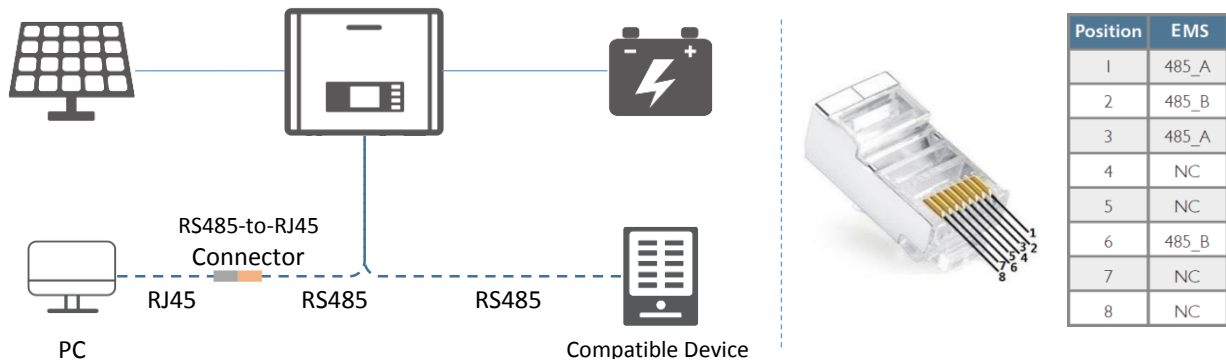 RS485-to-RJ45
Connector
RJ45
RS485
RS485
PC
Compatible Device
1
2
3
4
5
6
7
8
Position EMS
1 485_A
2 485_B
3 485_A
4 NC
5 NC
6 485_B
7 NC
8 NC